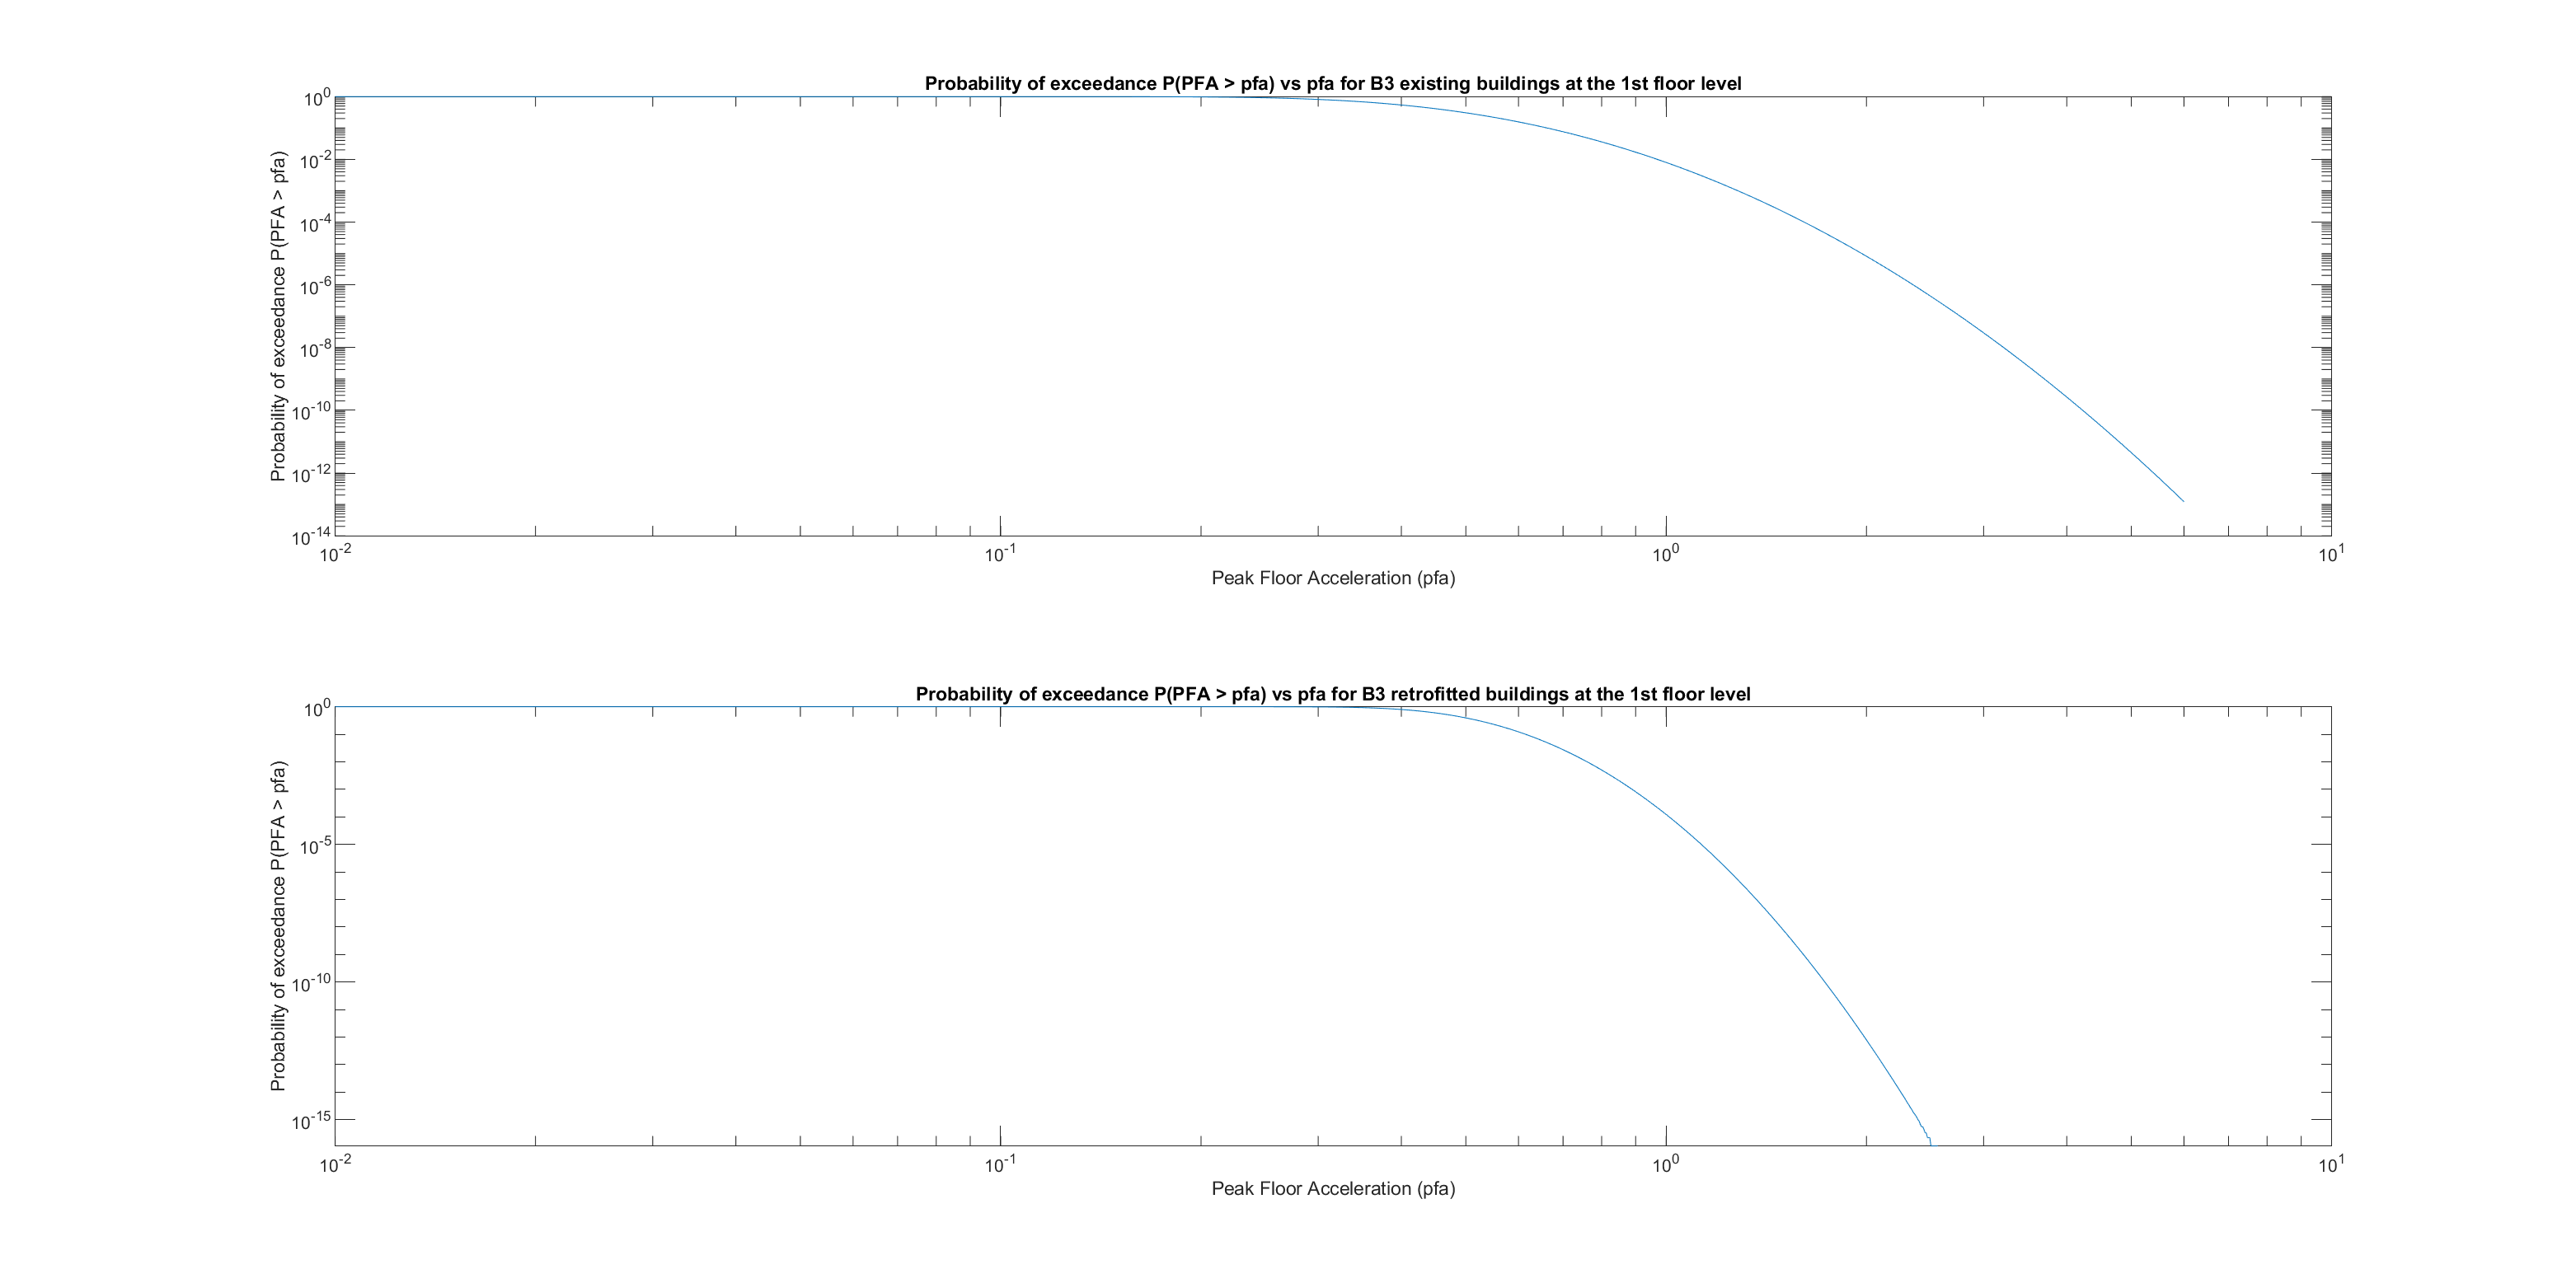 Probability of exceedance P(PFA > pfa) vs pfa for B3 existing buildings at the 1st floor level
Probability of exceedance P(PFA > pfa)
10^0
10^-2
10^-4
10^-6
10^-8
10^-10
10^-12
10^-14
10^-2 10^-1 10^0 10^1
Peak Floor Acceleration (pfa)
Probability of exceedance P(PFA > pfa) vs pfa for B3 retrofitted buildings at the 1st floor level
Probability of exceedance P(PFA > pfa)
10^0
10^-5
10^-10
10^-15
10^-2 10^-1 10^0 10^1
Peak Floor Acceleration (pfa)